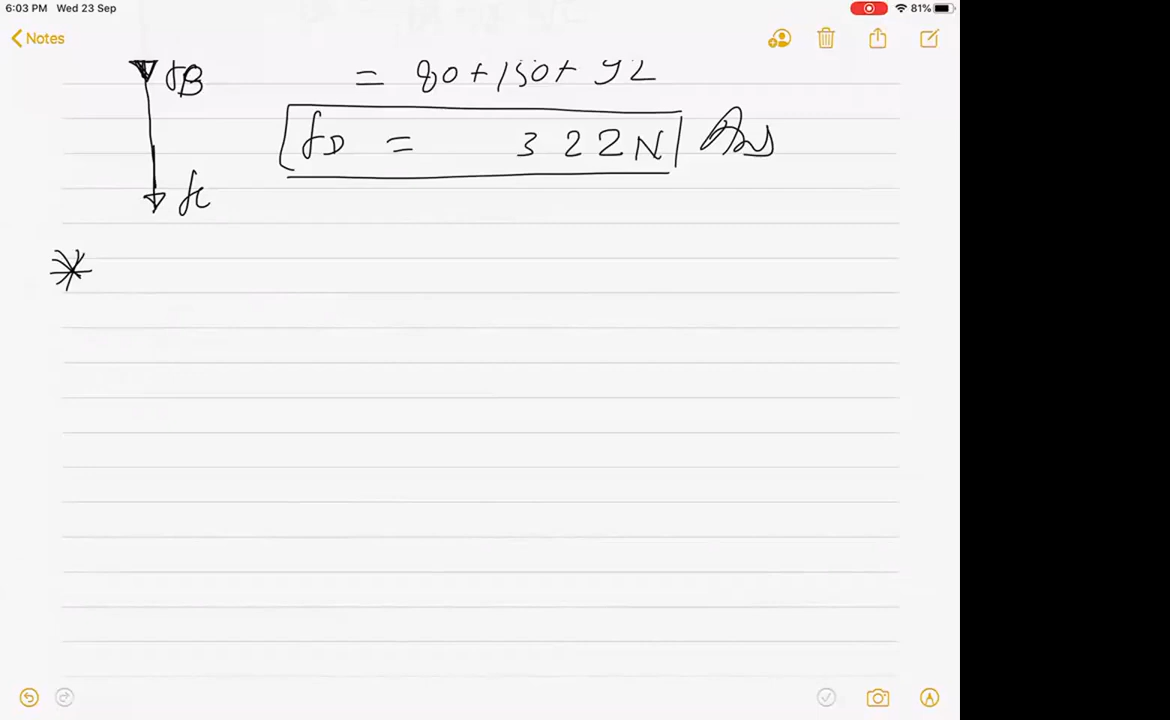 6:03 PM Wed 23 Sep 81%
Notes
fB = 80+150+92
fD = 322N Ans
fc
*